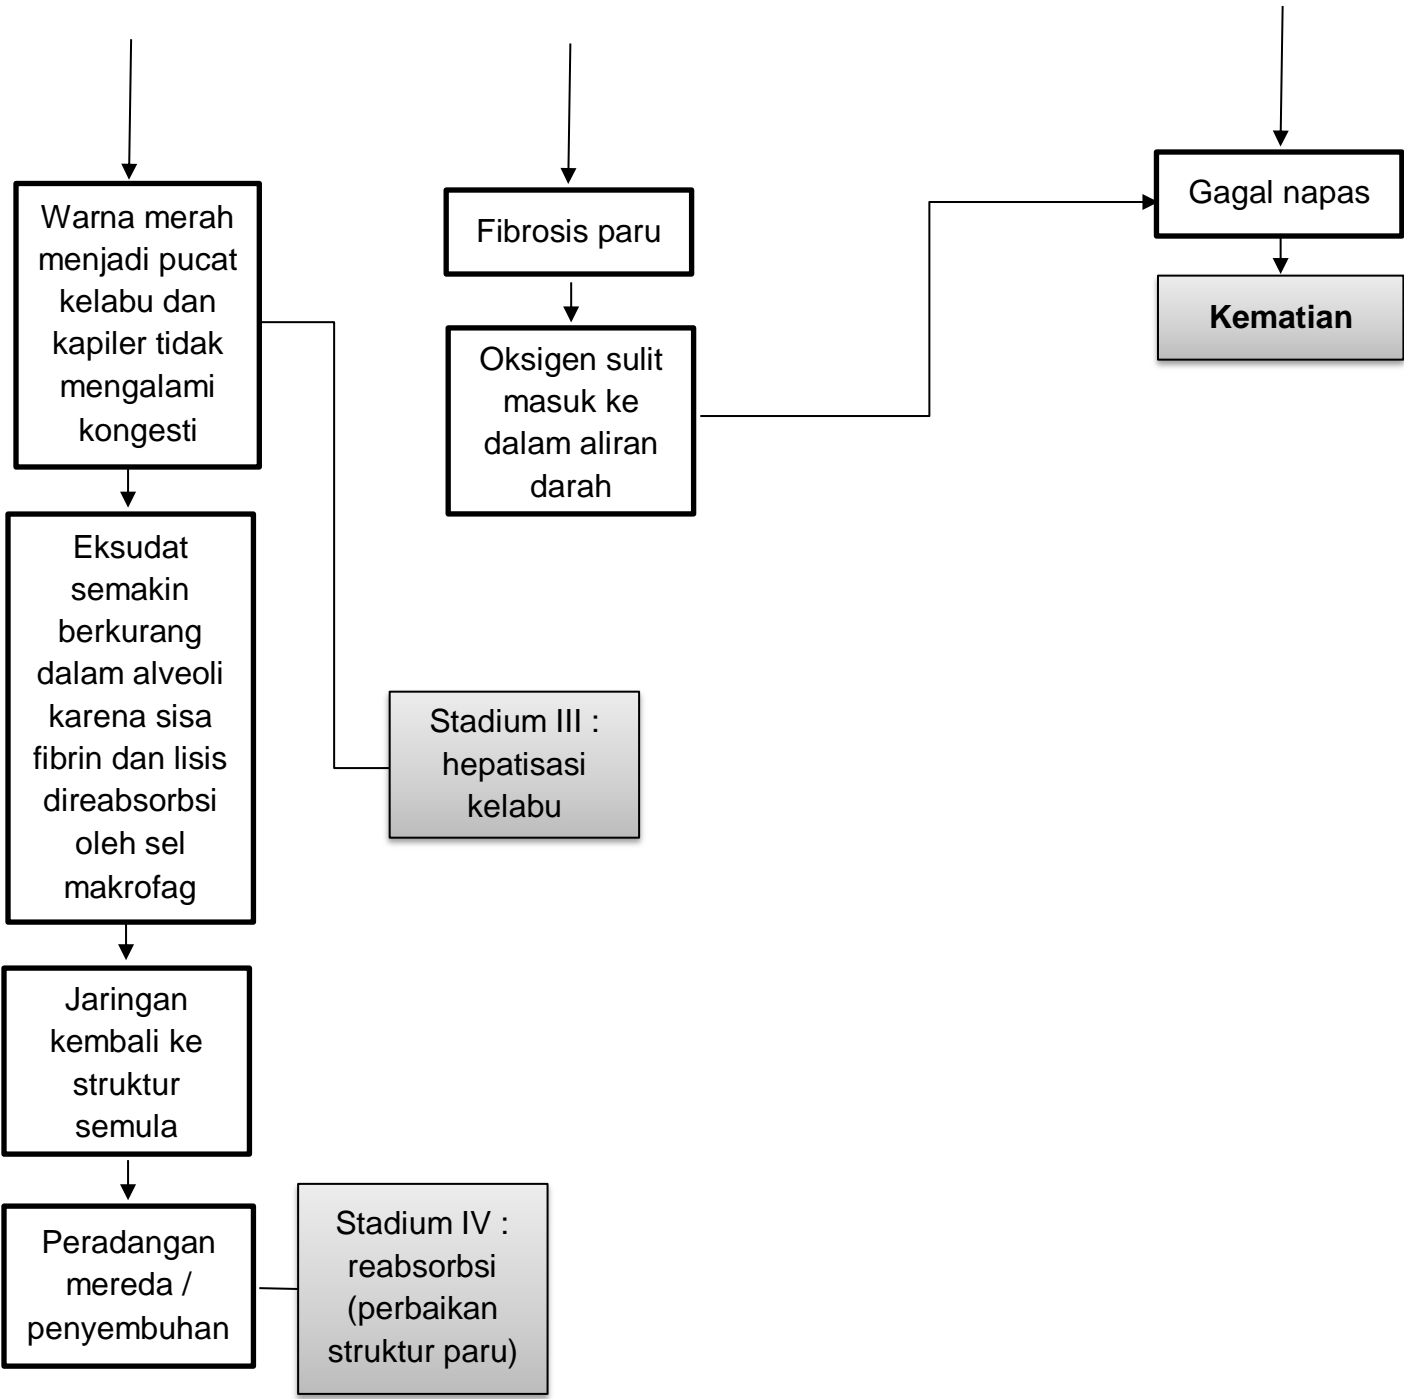 Warna merah
menjadi pucat
kelabu dan
kapiler tidak
mengalami
kongesti
Fibrosis paru
Gagal napas
Kematian
Oksigen sulit
masuk ke
dalam aliran
darah
Eksudat
semakin
berkurang
dalam alveoli
karena sisa
fibrin dan lisis
direabsorbsi
oleh sel
makrofag
Stadium III :
hepatisasi
kelabu
Jaringan
kembali ke
struktur
semula
Peradangan
mereda /
penyembuhan
Stadium IV :
reabsorbsi
(perbaikan
struktur paru)